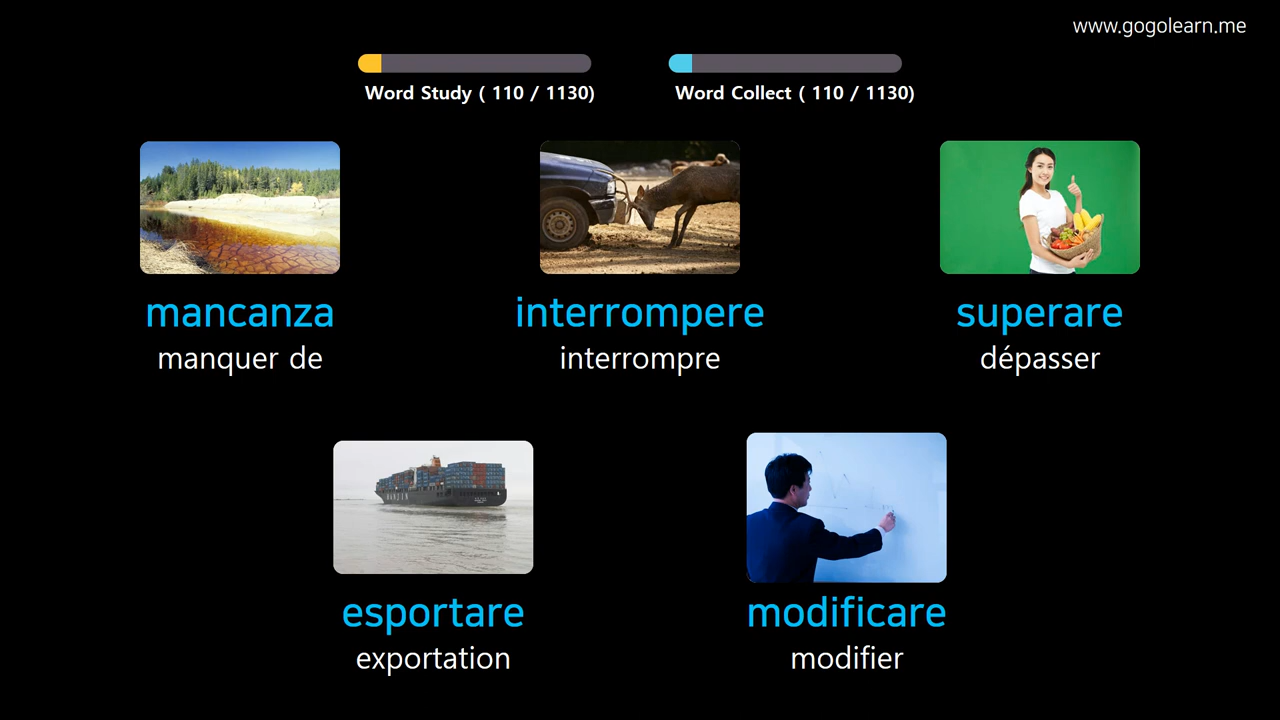 www.gogolearn.me
Word Study ( 110 / 1130)
Word Collect ( 110 / 1130)
mancanza
manquer de
interrompere
interrompre
superare
dépasser
esportare
exportation
modificare
modifier